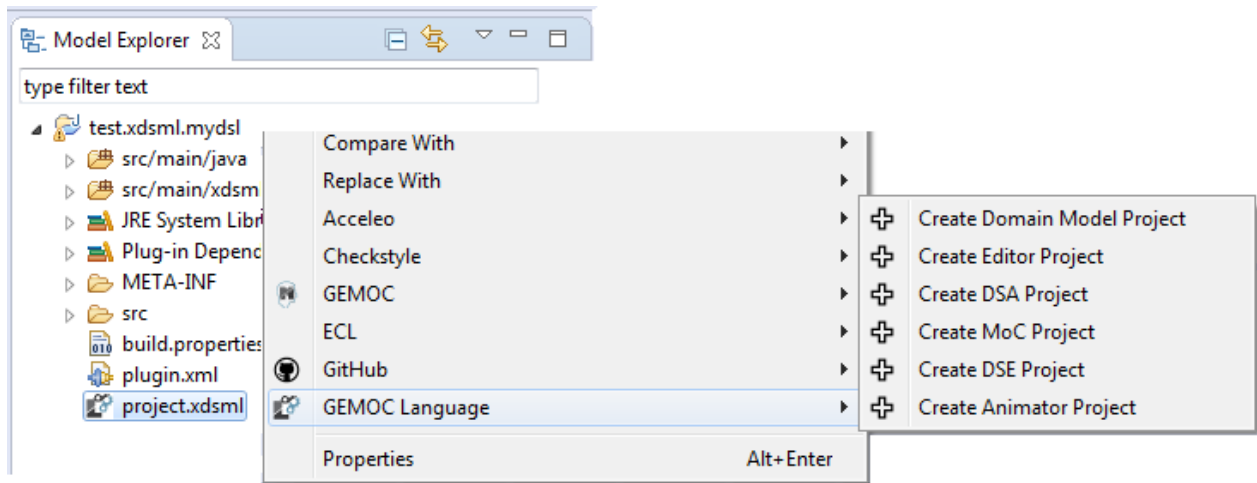 Model Explorer
type filter text
test.xdsml.mydsl
src/main/java
src/main/xdsm
JRE System Libr
Plug-in Depend
META-INF
src
build.properties
plugin.xml
project.xdsml
Compare With
Replace With
Acceleo
Checkstyle
GEMOC
ECL
GitHub
GEMOC Language
Properties Alt+Enter
Create Domain Model Project
Create Editor Project
Create DSA Project
Create MoC Project
Create DSE Project
Create Animator Project